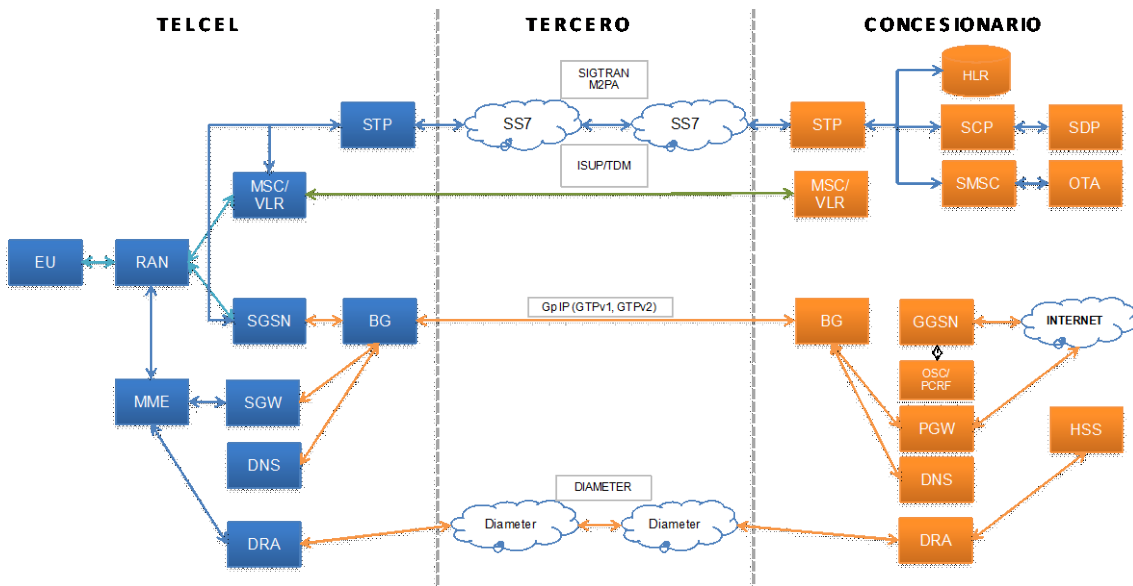 TELCEL
TERCERO
CONCESIONARIO
SIGTRAN
M2PA
HLR
STP
SS7
SS7
STP
SCP
SDP
ISUP/TDM
MSC/
VLR
MSC/
VLR
SMSC
OTA
EU
RAN
Gp IP (GTPv1, GTPv2)
SGSN
BG
BG
GGSN
INTERNET
OSC/
PCRF
MME
SGW
PGW
HSS
DNS
DNS
DIAMETER
Diameter
Diameter
DRA
DRA